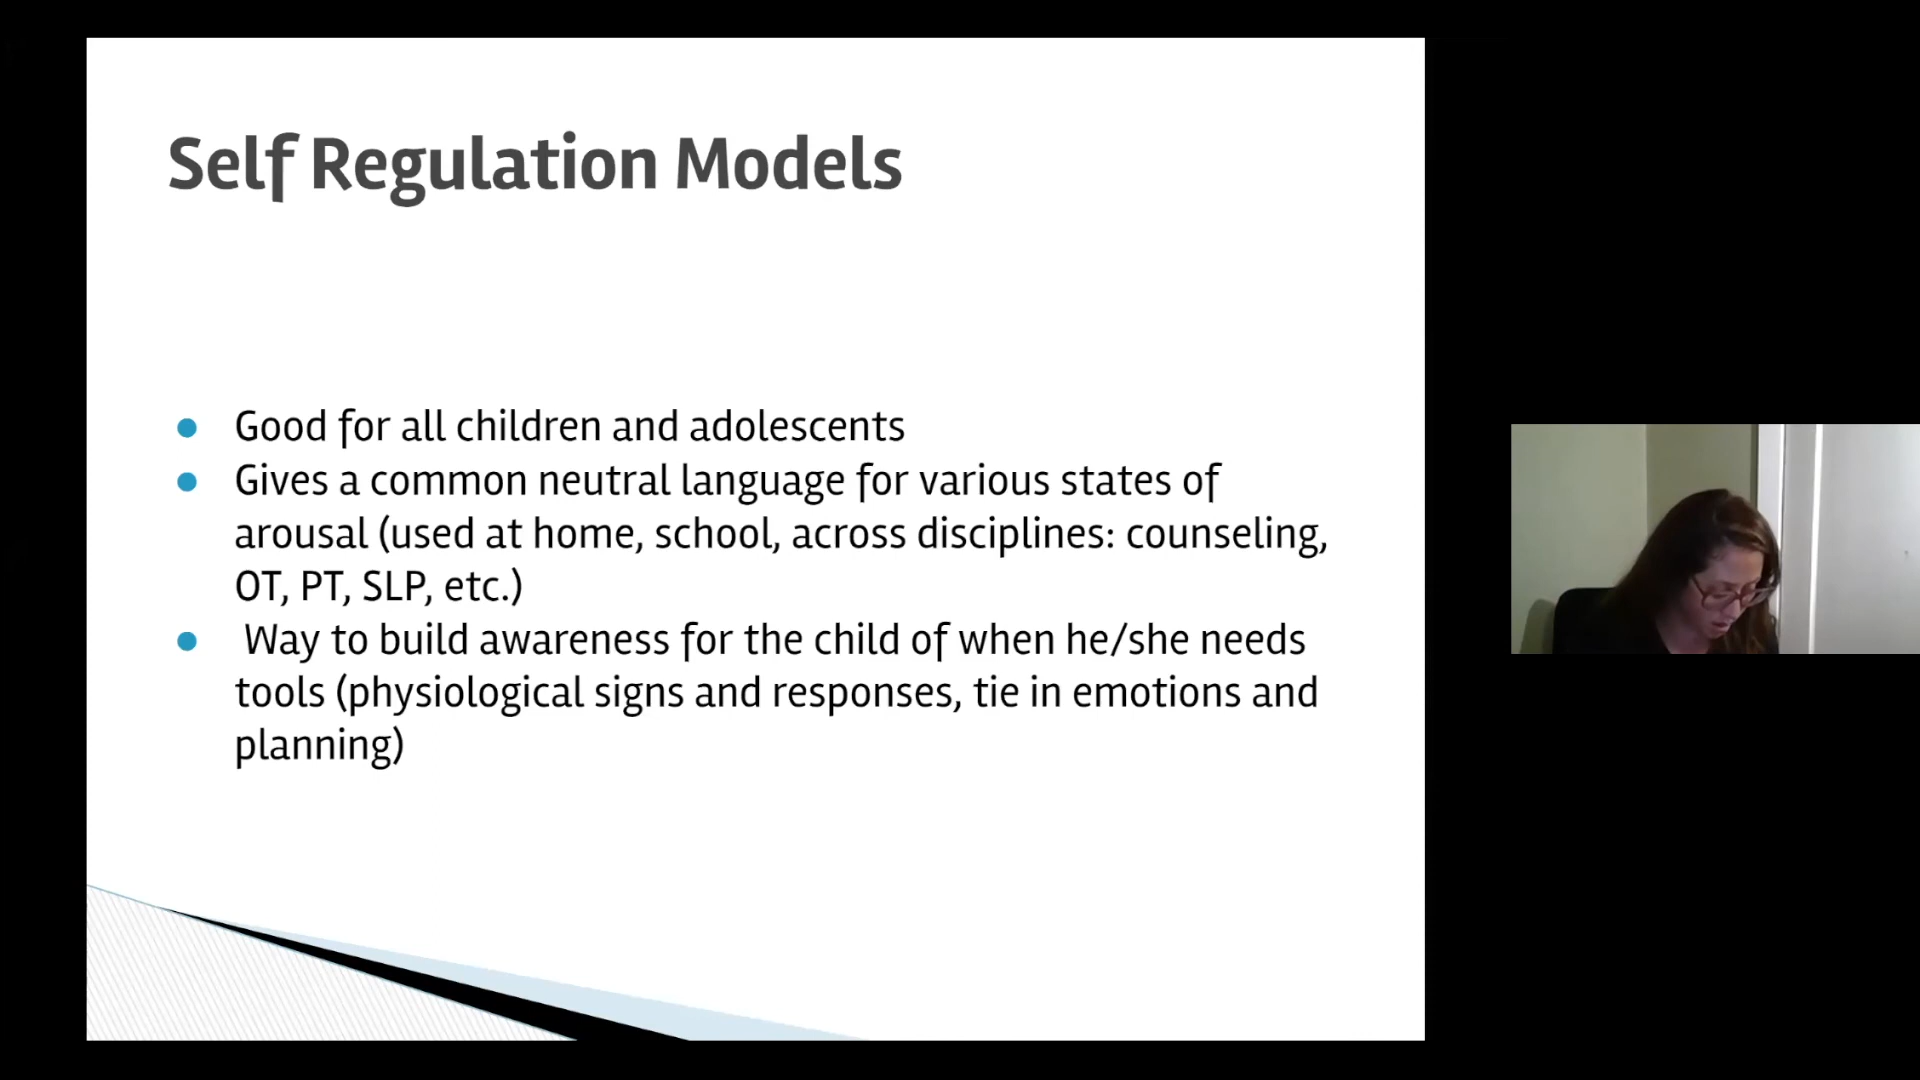 Self Regulation Models
● Good for all children and adolescents
● Gives a common neutral language for various states of
arousal (used at home, school, across disciplines: counseling,
OT, PT, SLP, etc.)
● Way to build awareness for the child of when he/she needs
tools (physiological signs and responses, tie in emotions and
planning)